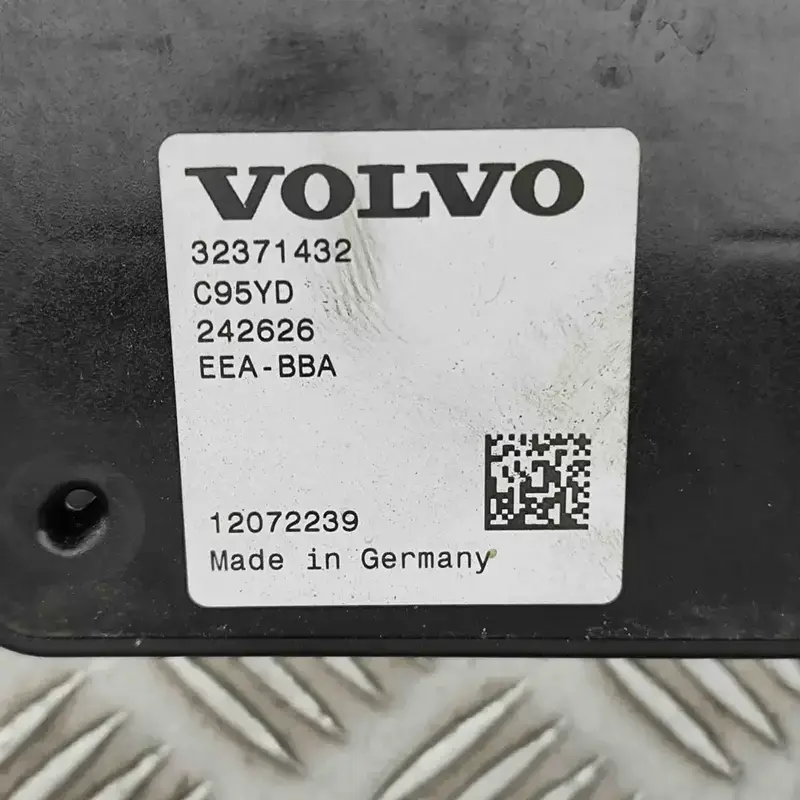 VOLVO
32371432
C95YD
242626
EEA-BBA
12072239
Made in Germany